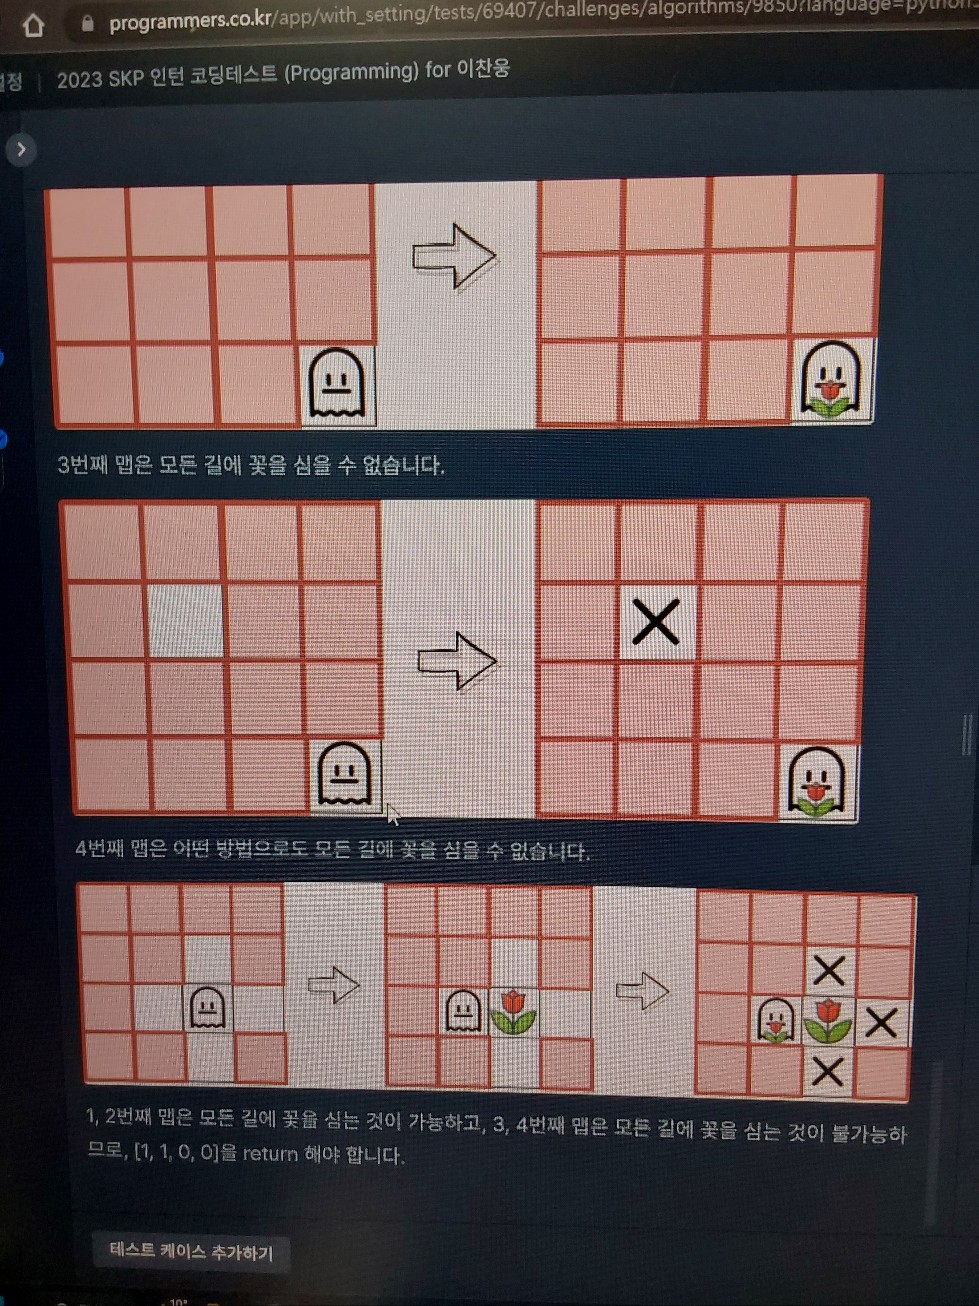 programmers.co.kr/app/with_setting/tests/69407/challenges/algorithms/9850?language=python
2023 SKP 인턴 코딩테스트 (Programming) for 이찬웅
3번째 맵은 모든 길에 꽃을 심을 수 없습니다.
4번째 맵은 어떤 방법으로도 모든 길에 꽃을 심을 수 없습니다.
1, 2번째 맵은 모든 길에 꽃을 심는 것이 가능하고, 3, 4번째 맵은 모든 길에 꽃을 심는 것이 불가능하
므로, [1, 1, 0, 0]을 return 해야 합니다.
테스트 케이스 추가하기